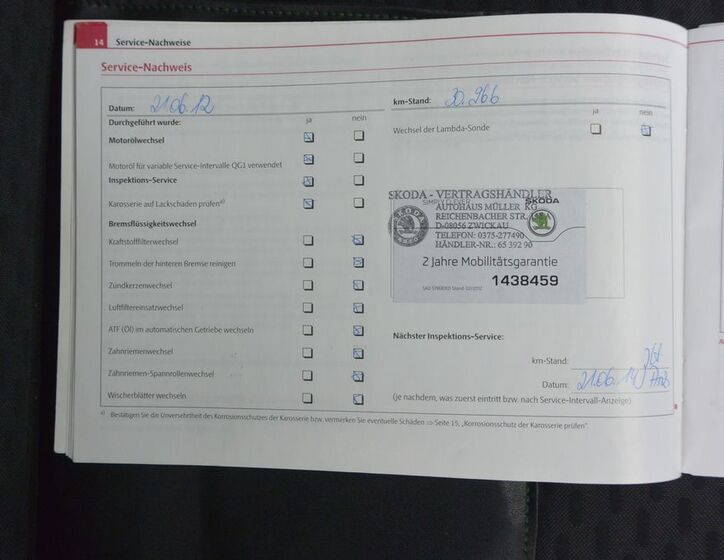 14 Service-Nachweise
Service-Nachweis
Datum: 21.06.12
Durchgeführt wurde: ja nein
Motorölwechsel
Motoröl für variable Service-Intervalle QG1 verwendet
Inspektions-Service
Karosserie auf Lackschäden prüfen a)
Bremsflüssigkeitswechsel
Kraftstofffilterwechsel
Trommeln der hinteren Bremse reinigen
Zündkerzenwechsel
Luftfiltereinsatzwechsel
ATF (Öl) im automatischen Getriebe wechseln
Zahnriemenwechsel
Zahnriemen-Spannrollenwechsel
Wischerblätter wechseln
km-Stand: 30.966
ja nein
Wechsel der Lambda-Sonde
SKODA - VERTRAGSHÄNDLER
SIMPLY CLEVER ŠKODA
AUTOHAUS MÜLLER KG
REICHENBACHER STR.
D-08056 ZWICKAU
TELEFON: 0375-277490
HÄNDLER-NR.: 65 392 90
2 Jahre Mobilitätsgarantie
1438459
Nächster Inspektions-Service:
km-Stand:
Datum: 21.06.14
(je nachdem, was zuerst eintritt bzw. nach Service-Intervall-Anzeige)
a) Bestätigen Sie die Unversehrtheit des Korrosionsschutzes der Karosserie bzw. vermerken Sie eventuelle Schäden ⇒ Seite 15, „Korrosionsschutz der Karosserie prüfen“.